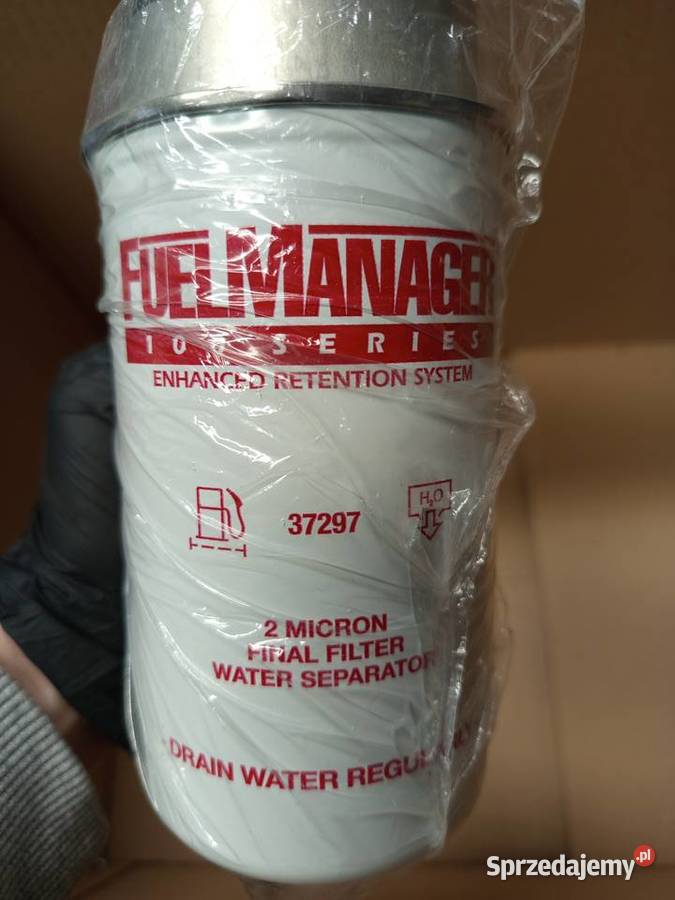 FUELMANAGER
SERIES
ENHANCED RETENTION SYSTEM
H₂O
37297
2 MICRON
FINAL FILTER
WATER SEPARATOR
DRAIN WATER
Sprzedajemy.pl